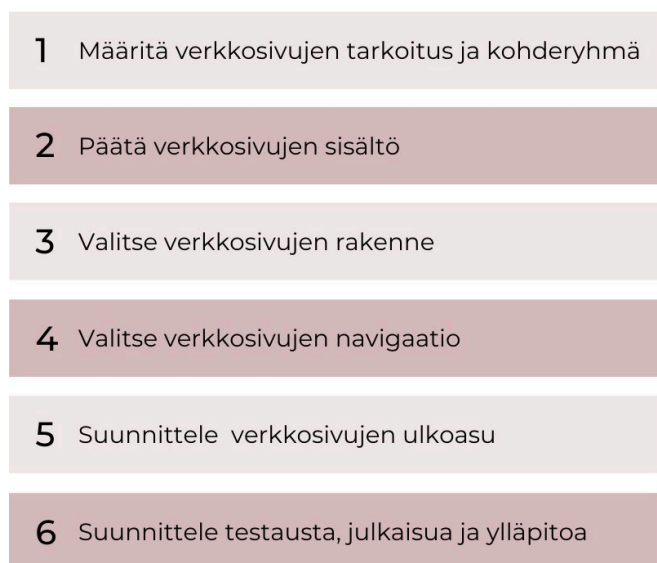 1 Määritä verkkosivujen tarkoitus ja kohderyhmä
2 Päätä verkkosivujen sisältö
3 Valitse verkkosivujen rakenne
4 Valitse verkkosivujen navigaatio
5 Suunnittele verkkosivujen ulkoasu
6 Suunnittele testausta, julkaisua ja ylläpitoa